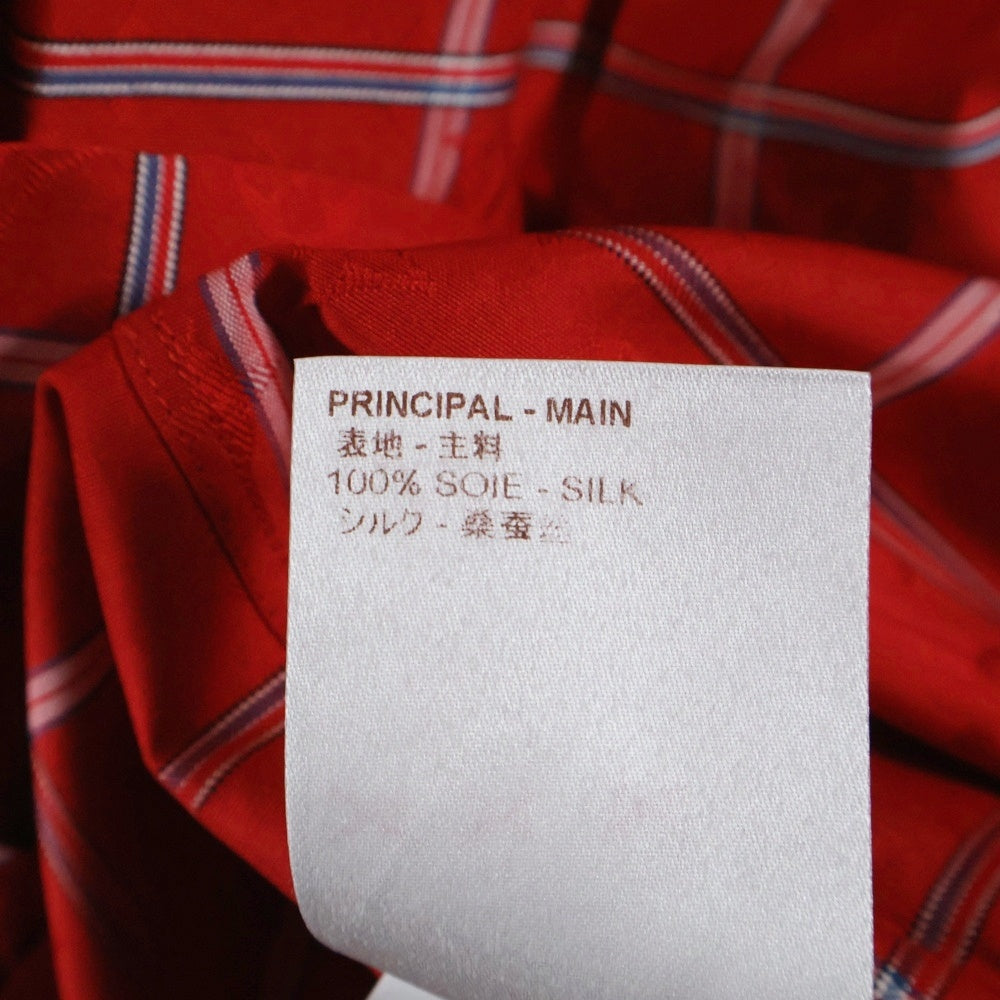 PRINCIPAL - MAIN
表地 - 主料
100% SOIE - SILK
シルク - 桑蚕丝